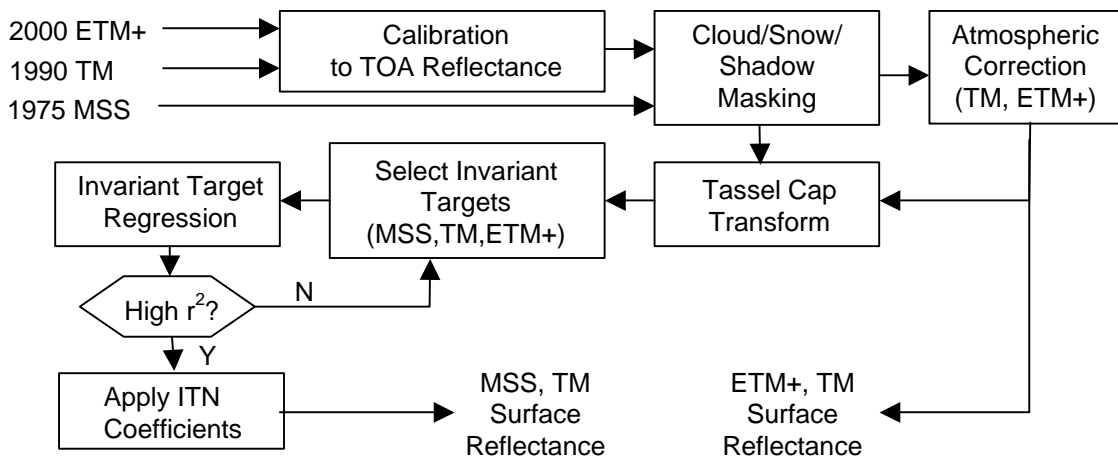 2000 ETM+
1990 TM
1975 MSS
Calibration
to TOA Reflectance
Cloud/Snow/
Shadow
Masking
Atmospheric
Correction
(TM, ETM+)
Invariant Target
Regression
Select Invariant
Targets
(MSS,TM,ETM+)
Tassel Cap
Transform
High r²?
N
Y
Apply ITN
Coefficients
MSS, TM
Surface
Reflectance
ETM+, TM
Surface
Reflectance